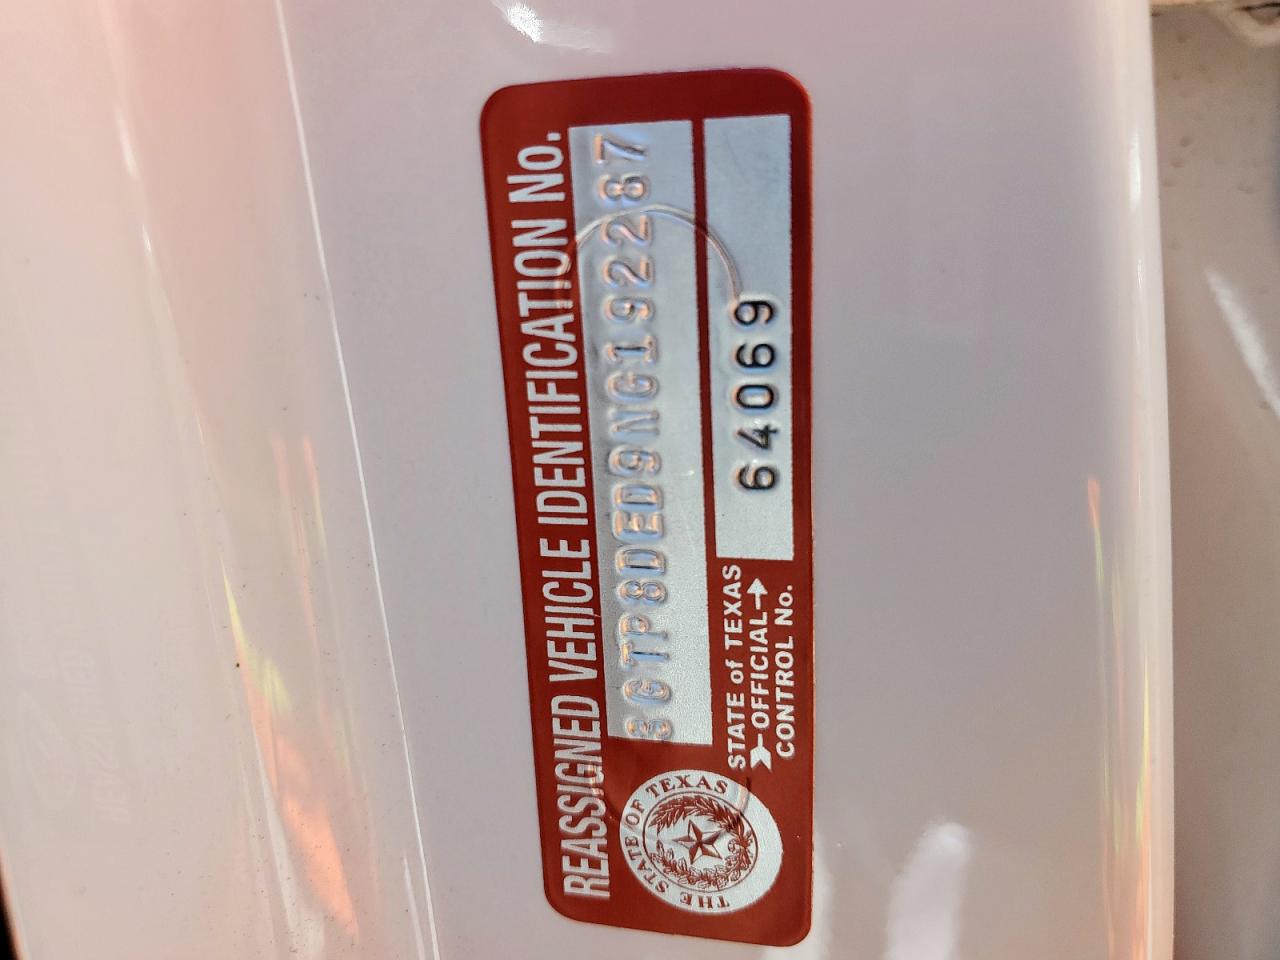 REASSIGNED VEHICLE IDENTIFICATION No.
3GTP8DED9NG192287
STATE of TEXAS
OFFICIAL
CONTROL No.
64069
THE STATE OF TEXAS